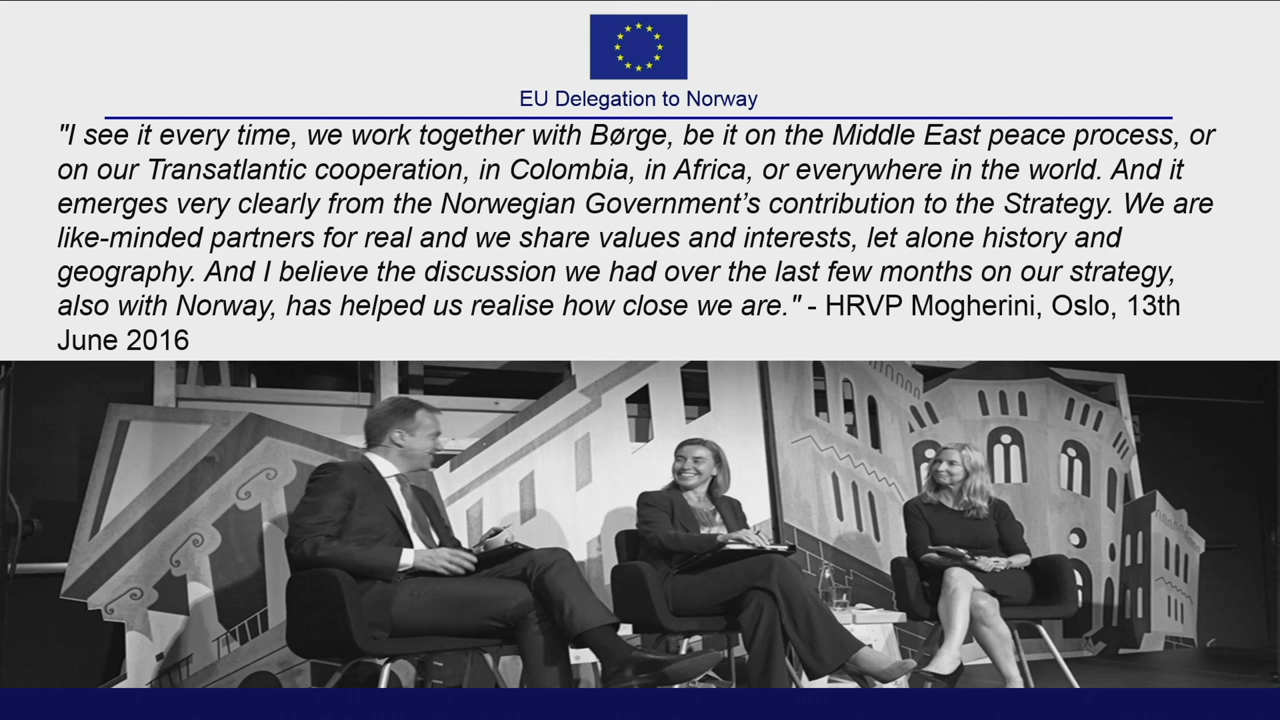 EU Delegation to Norway
"I see it every time, we work together with Børge, be it on the Middle East peace process, or
on our Transatlantic cooperation, in Colombia, in Africa, or everywhere in the world. And it
emerges very clearly from the Norwegian Government’s contribution to the Strategy. We are
like-minded partners for real and we share values and interests, let alone history and
geography. And I believe the discussion we had over the last few months on our strategy,
also with Norway, has helped us realise how close we are." - HRVP Mogherini, Oslo, 13th
June 2016